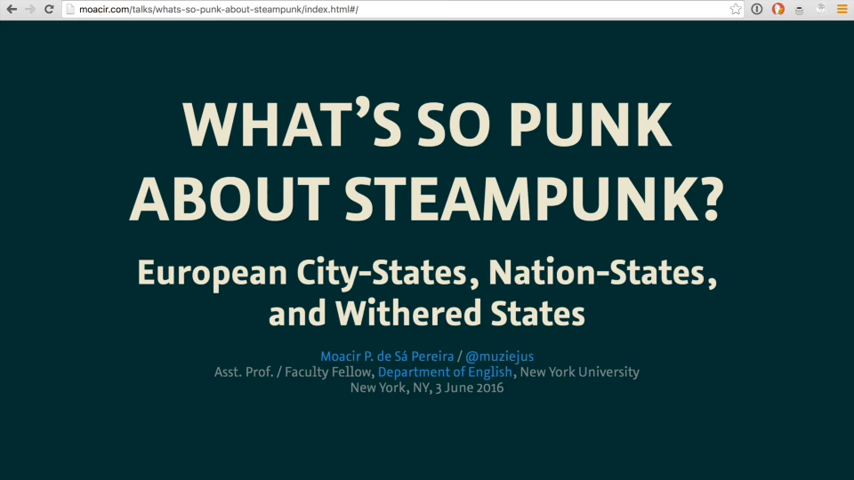 moacir.com/talks/whats-so-punk-about-steampunk/index.html#/
WHAT’S SO PUNK
ABOUT STEAMPUNK?
European City-States, Nation-States,
and Withered States
Moacir P. de Sá Pereira / @muziejus
Asst. Prof. / Faculty Fellow, Department of English, New York University
New York, NY, 3 June 2016